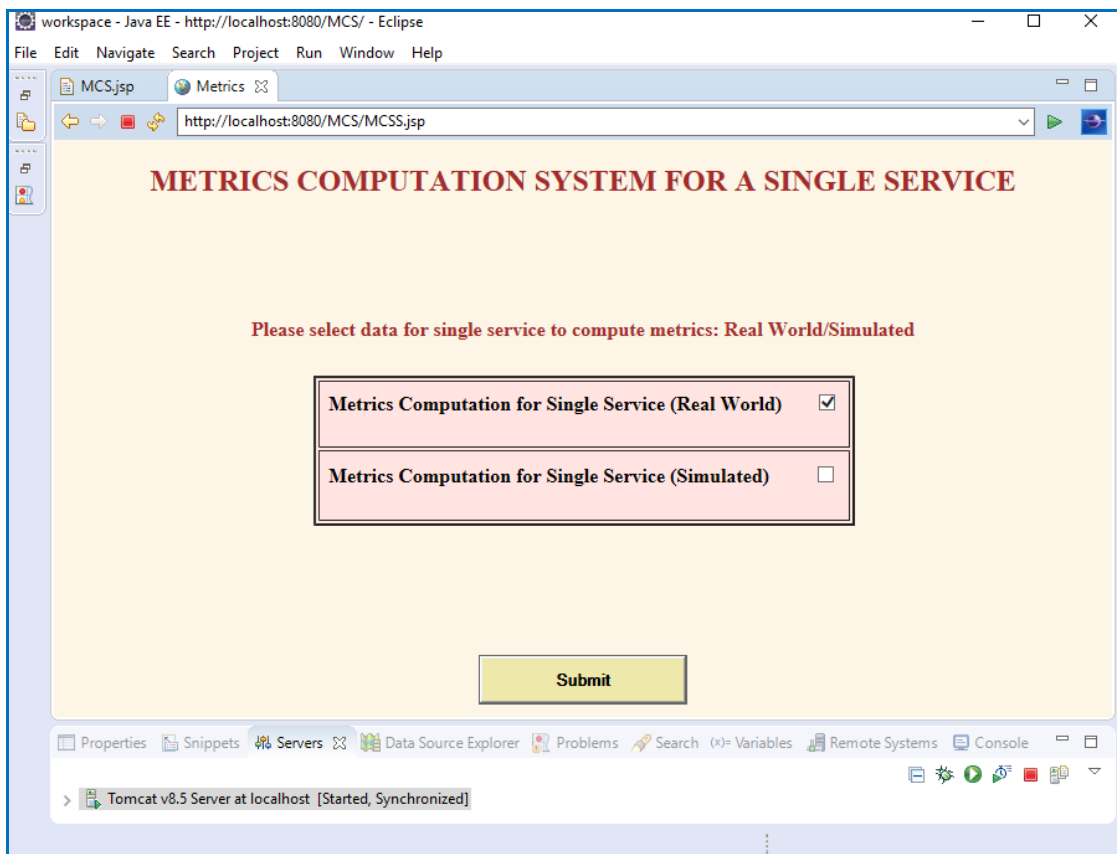 workspace - Java EE - http://localhost:8080/MCS/ - Eclipse
File Edit Navigate Search Project Run Window Help
MCS.jsp Metrics
http://localhost:8080/MCS/MCSS.jsp
METRICS COMPUTATION SYSTEM FOR A SINGLE SERVICE
Please select data for single service to compute metrics: Real World/Simulated
Metrics Computation for Single Service (Real World)
Metrics Computation for Single Service (Simulated)
Submit
Properties Snippets Servers Data Source Explorer Problems Search (x)= Variables Remote Systems Console
Tomcat v8.5 Server at localhost [Started, Synchronized]